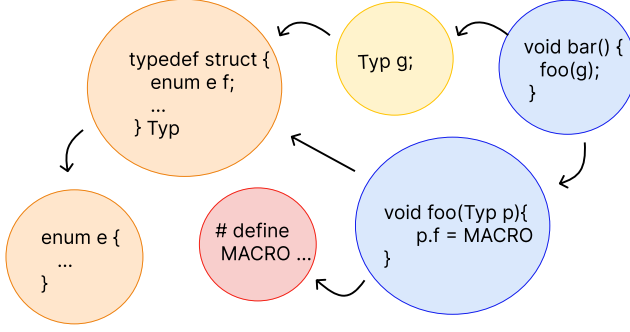 typedef struct {
enum e f;
...
} Typ
Typ g;
void bar() {
foo(g);
}
enum e {
...
}
# define
MACRO ...
void foo(Typ p){
p.f = MACRO
}